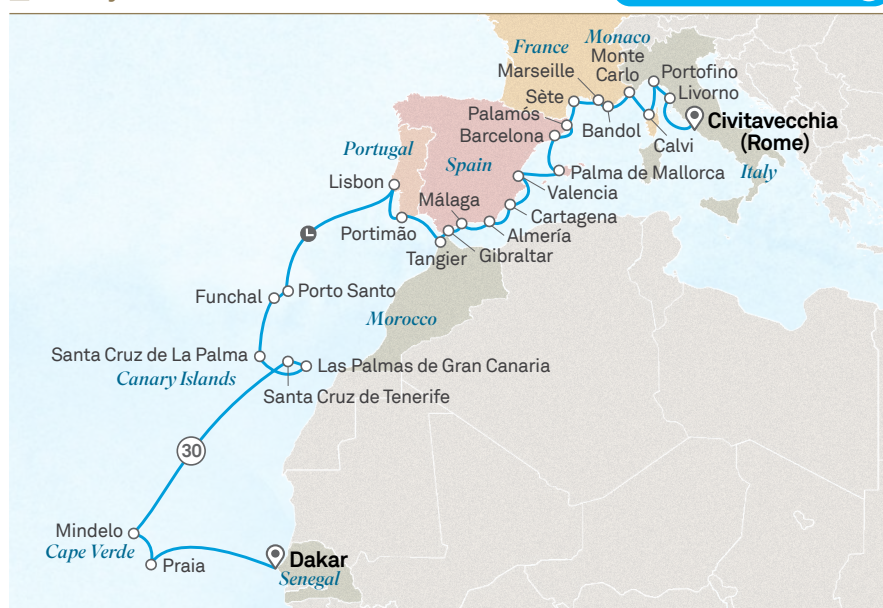 France
Monaco
Marseille
Monte
Carlo
Portofino
Sète
Livorno
Palamós
Bandol
Civitavecchia
(Rome)
Barcelona
Calvi
Portugal
Spain
Palma de Mallorca
Italy
Lisbon
Valencia
Málaga
Cartagena
Portimão
Almería
Tangier
Gibraltar
L
Funchal
Porto Santo
Morocco
Santa Cruz de La Palma
Las Palmas de Gran Canaria
Canary Islands
Santa Cruz de Tenerife
30
Mindelo
Cape Verde
Praia
Dakar
Senegal